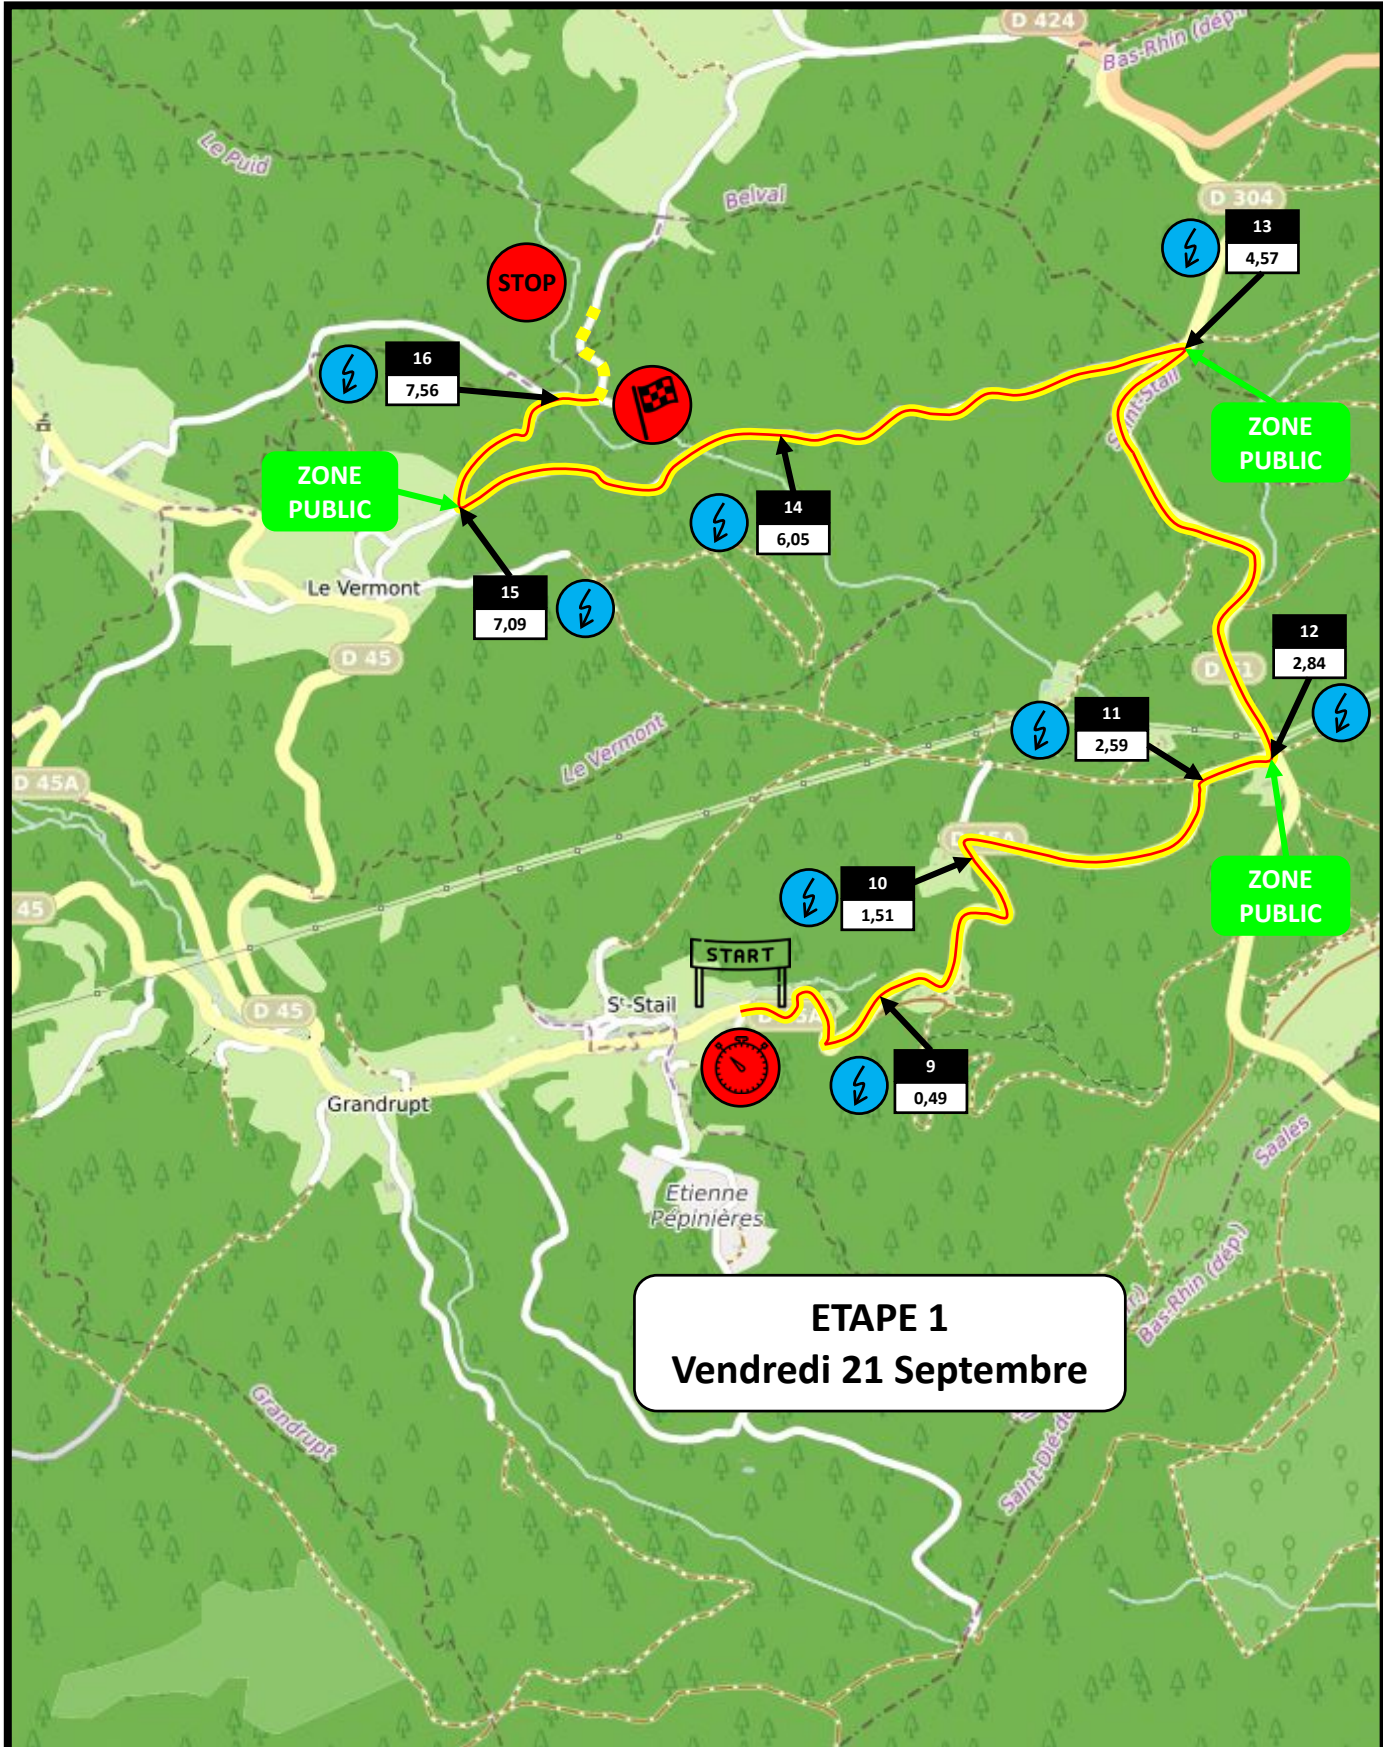 D 424
Bas-Rhin (dép.)
Le Puid
Belval
D 304
13
4,57
STOP
16
7,56
Saint-Stail
ZONE
PUBLIC
ZONE
PUBLIC
14
6,05
Le Vermont
15
7,09
D 45
12
2,84
11
2,59
Le Vermont
D 45A
10
1,51
ZONE
PUBLIC
45
START
St-Stail
D 45
9
0,49
Grandrupt
Saales
Etienne
Pépinières
Bas-Rhin (dép.)
ETAPE 1
Vendredi 21 Septembre
Grandrupt